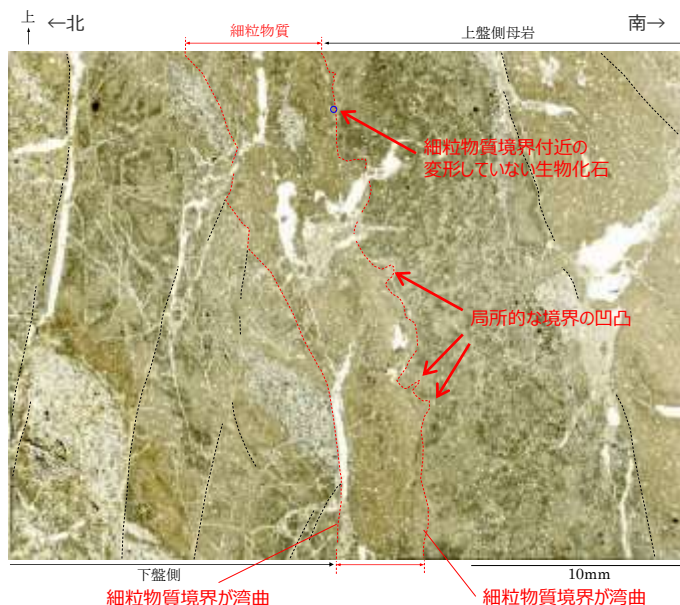 上 ←北 細粒物質 上盤側母岩 南→
細粒物質境界付近の
変形していない生物化石
局所的な境界の凹凸
下盤側 10mm
細粒物質境界が湾曲 細粒物質境界が湾曲